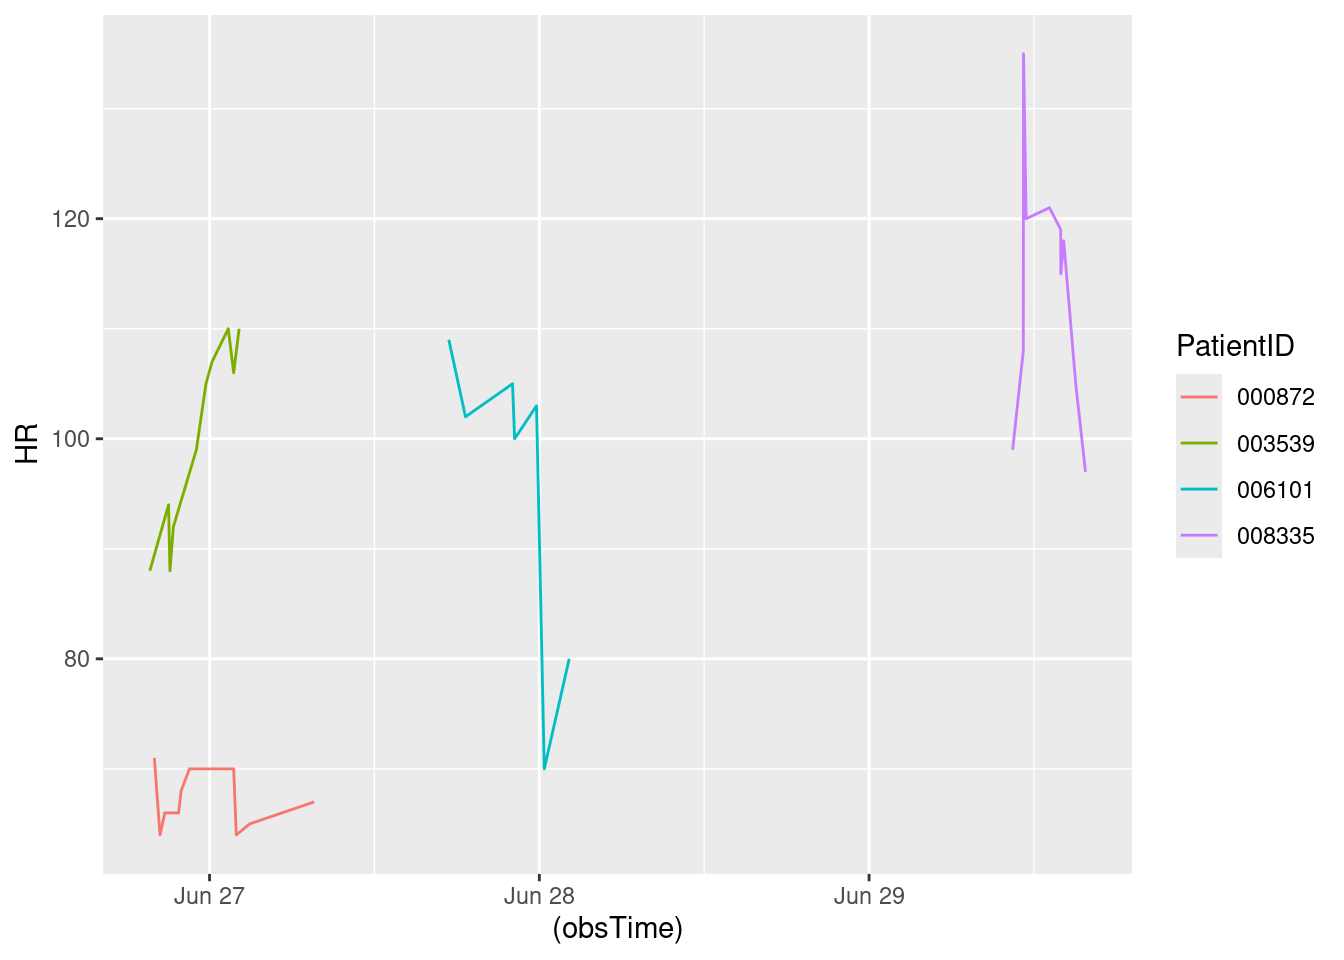 HR
120
100
80
Jun 27
Jun 28
Jun 29
(obsTime)
PatientID
000872
003539
006101
008335